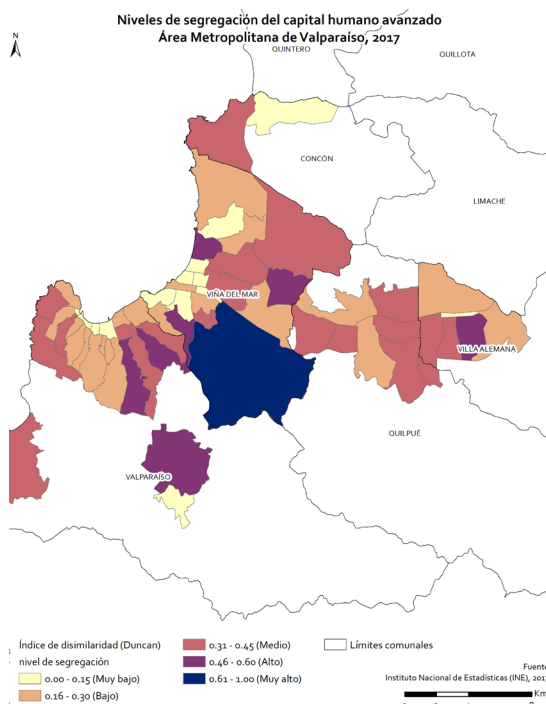 Niveles de segregación del capital humano avanzado
Área Metropolitana de Valparaíso, 2017
N
QUINTERO
QUILLOTA
CONCÓN
LIMACHE
VIÑA DEL MAR
VILLA ALEMANA
QUILPUÉ
VALPARAÍSO
Índice de dissimilaridad (Duncan)
nivel de segregación
0.00 - 0.15 (Muy bajo)
0.16 - 0.30 (Bajo)
0.31 - 0.45 (Medio)
0.46 - 0.60 (Alto)
0.61 - 1.00 (Muy alto)
Límites comunales
Fuente
Instituto Nacional de Estadísticas (INE), 2017
Km